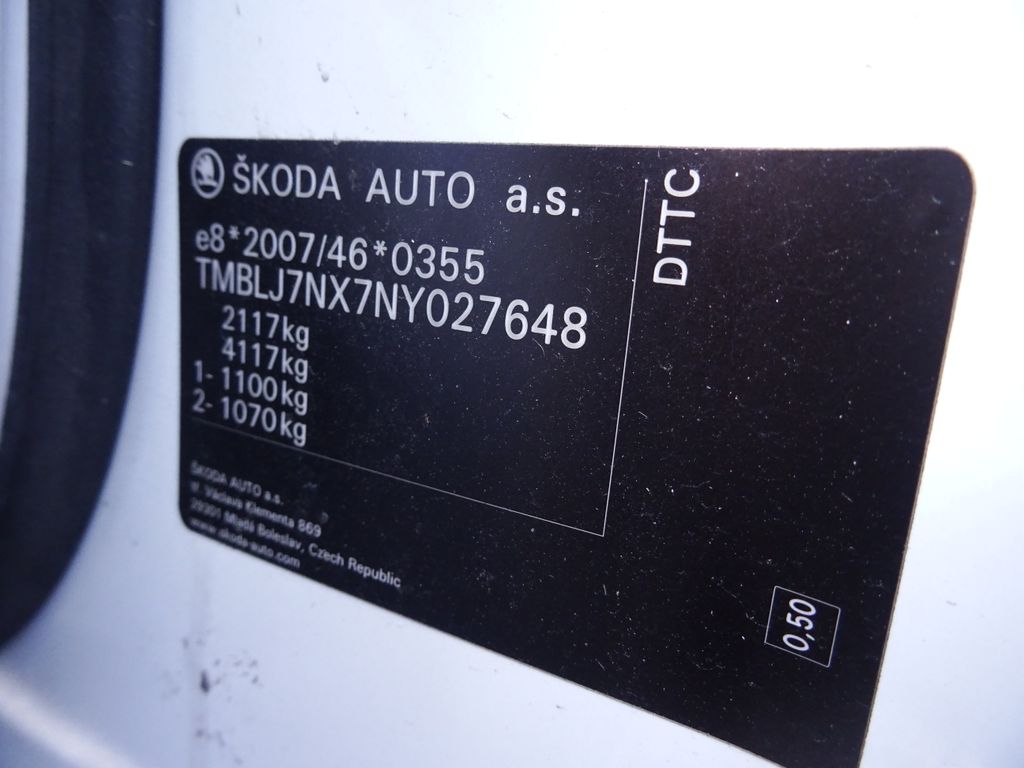 ŠKODA AUTO a.s.
e8*2007/46*0355
TMBLJ7NX7NY027648
2117kg
4117kg
1- 1100kg
2- 1070kg
ŠKODA AUTO a.s.
tř. Václava Klementa 869
29301 Mladá Boleslav, Czech Republic
www.skoda-auto.com
DTTC
0,50